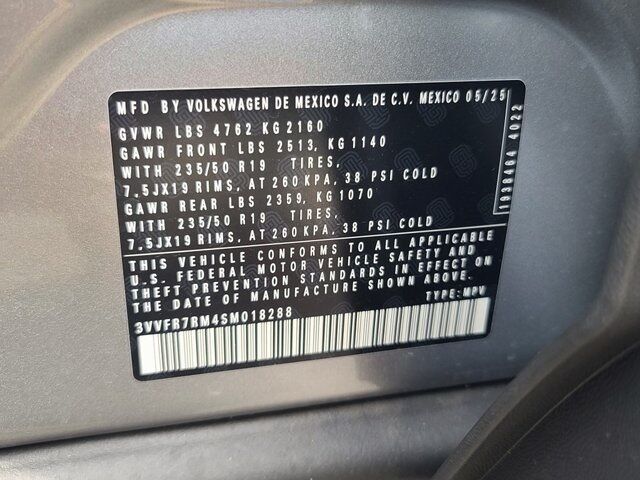 MFD BY VOLKSWAGEN DE MEXICO S.A. DE C.V. MEXICO 05/25
GVWR LBS 4762 KG 2160
GAWR FRONT LBS 2513, KG 1140
WITH 235/50 R19 TIRES,
7,5JX19 RIMS, AT 260 KPA, 38 PSI COLD
GAWR REAR LBS 2359, KG 1070
WITH 235/50 R19 TIRES,
7,5JX19 RIMS, AT 260 KPA, 38 PSI COLD
THIS VEHICLE CONFORMS TO ALL APPLICABLE
U.S. FEDERAL MOTOR VEHICLE SAFETY AND
THEFT PREVENTION STANDARDS IN EFFECT ON
THE DATE OF MANUFACTURE SHOWN ABOVE.
3VVFR7RM4SM018288 TYPE: MPV
1938404 4022